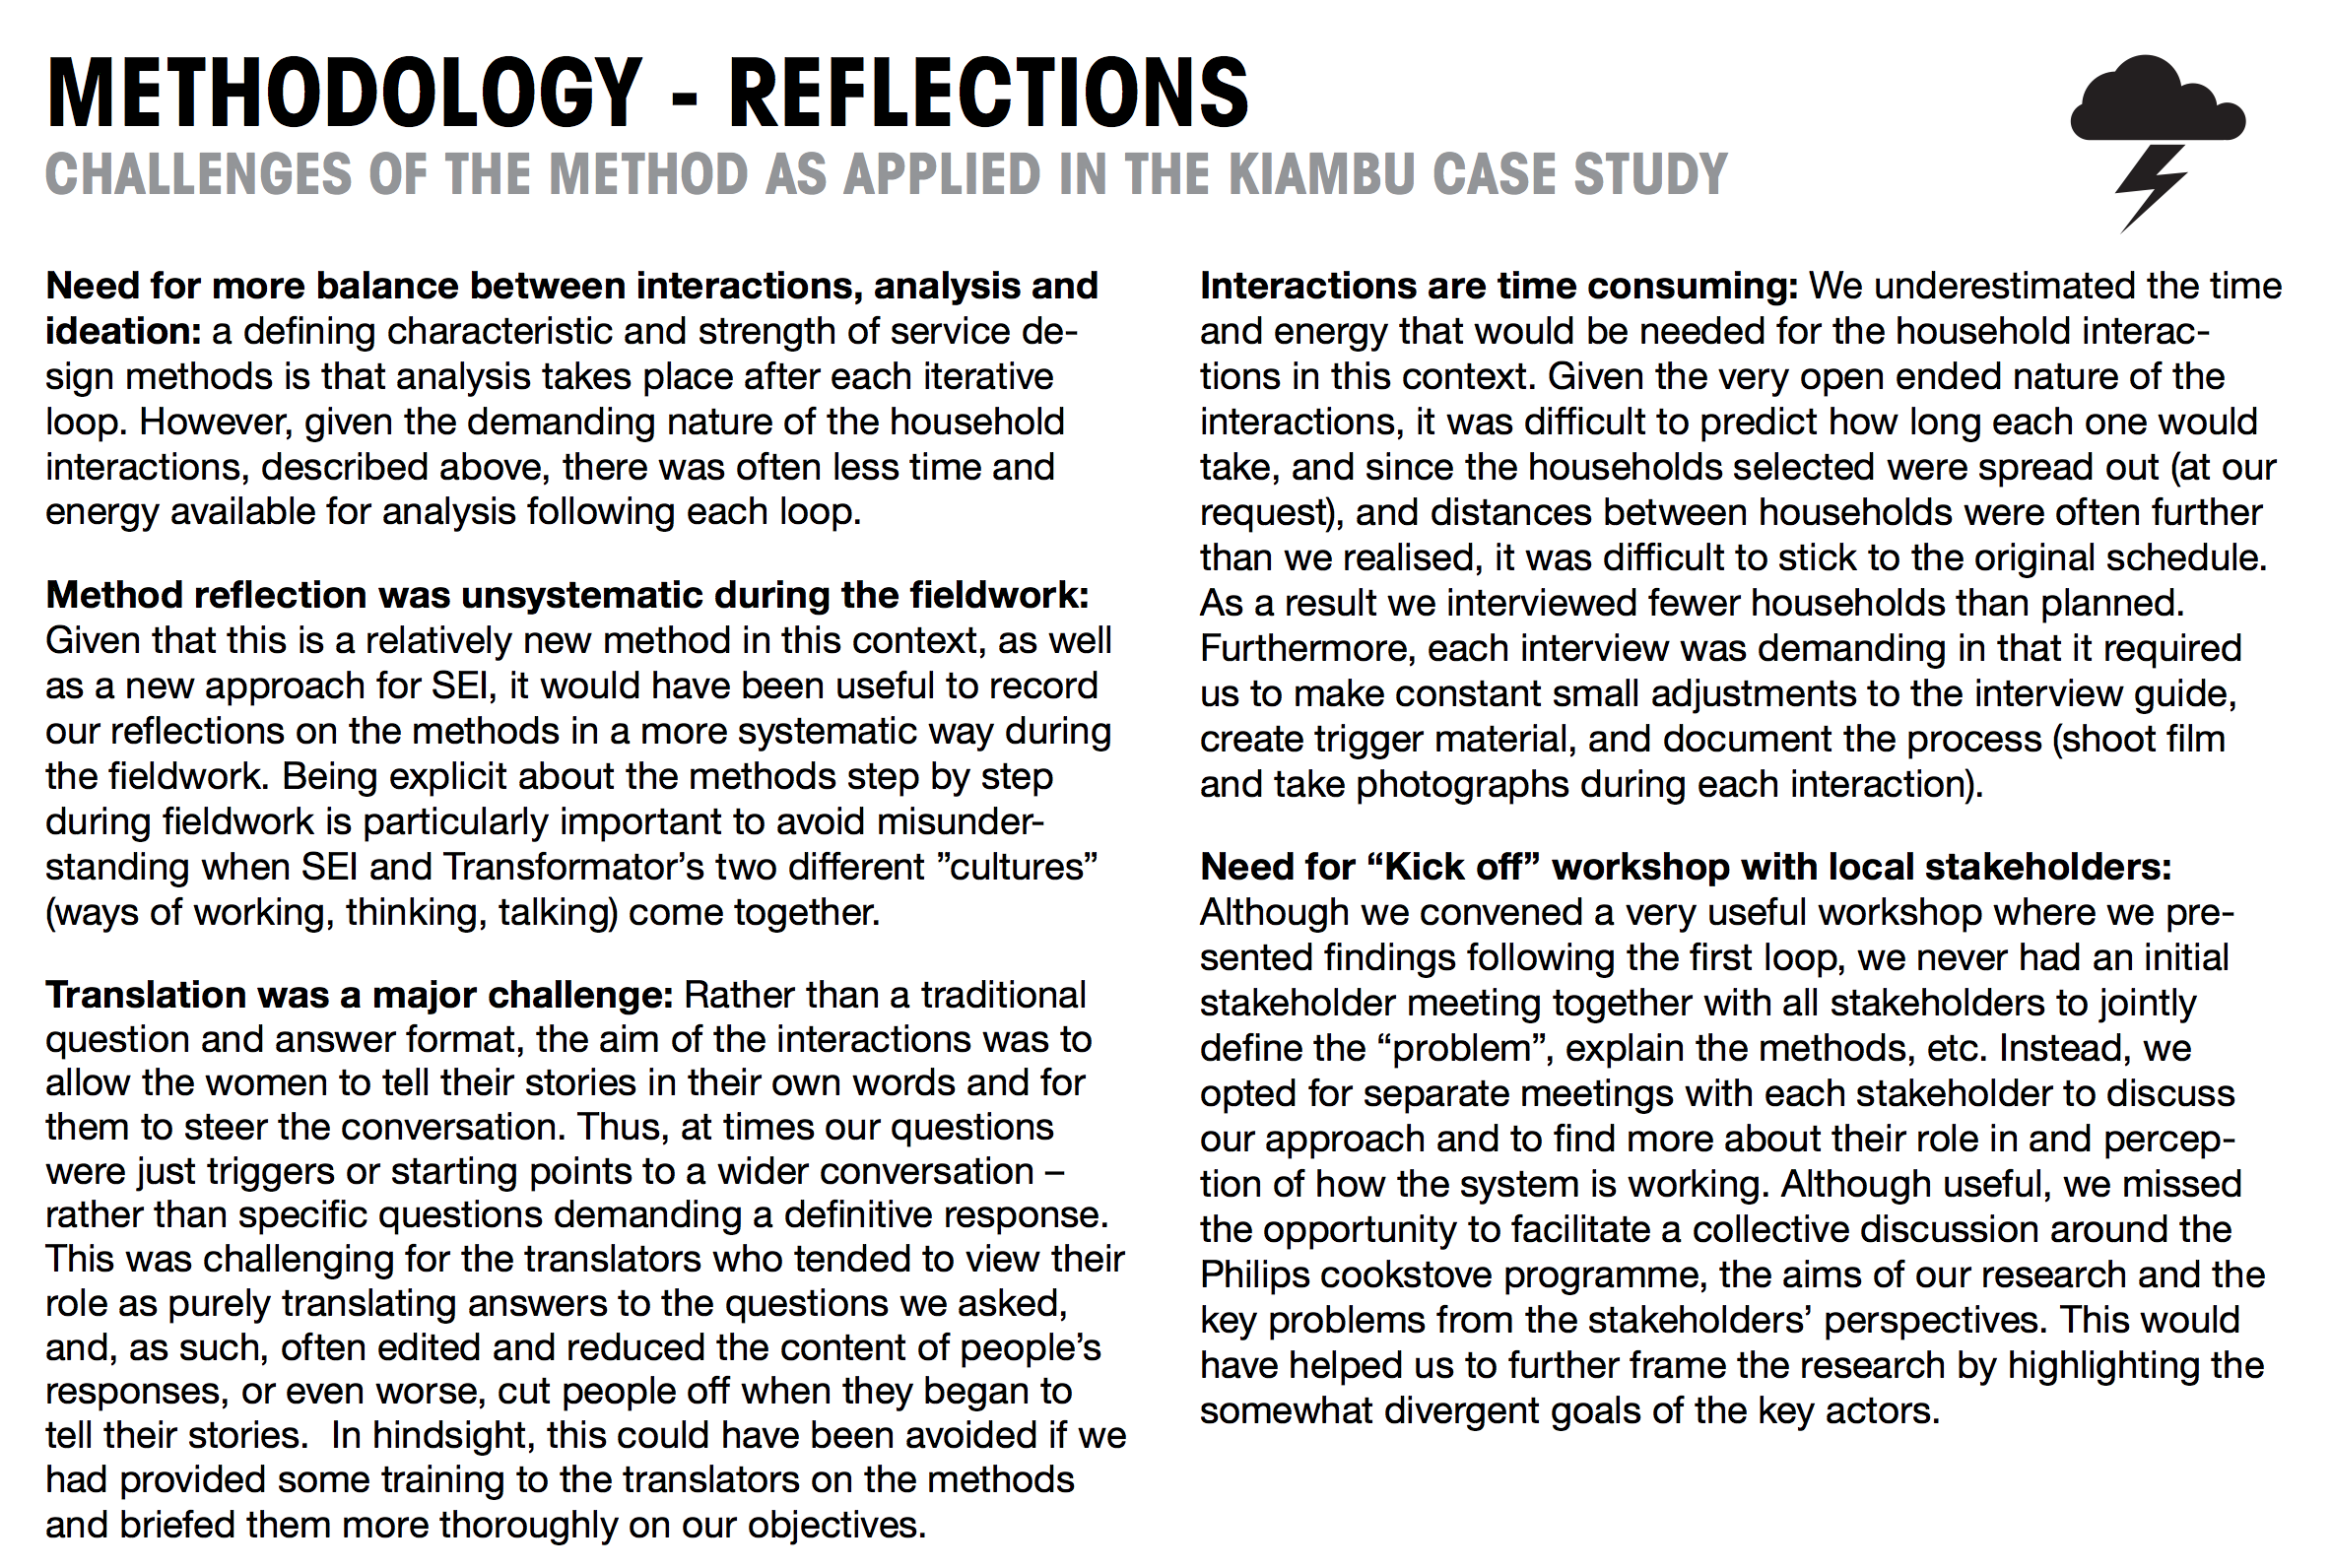 METHODOLOGY - REFLECTIONS
CHALLENGES OF THE METHOD AS APPLIED IN THE KIAMBU CASE STUDY
Need for more balance between interactions, analysis and
ideation: a defining characteristic and strength of service de-
sign methods is that analysis takes place after each iterative
loop. However, given the demanding nature of the household
interactions, described above, there was often less time and
energy available for analysis following each loop.
Method reflection was unsystematic during the fieldwork:
Given that this is a relatively new method in this context, as well
as a new approach for SEI, it would have been useful to record
our reflections on the methods in a more systematic way during
the fieldwork. Being explicit about the methods step by step
during fieldwork is particularly important to avoid misunder-
standing when SEI and Transformator’s two different ”cultures”
(ways of working, thinking, talking) come together.
Translation was a major challenge: Rather than a traditional
question and answer format, the aim of the interactions was to
allow the women to tell their stories in their own words and for
them to steer the conversation. Thus, at times our questions
were just triggers or starting points to a wider conversation –
rather than specific questions demanding a definitive response.
This was challenging for the translators who tended to view their
role as purely translating answers to the questions we asked,
and, as such, often edited and reduced the content of people’s
responses, or even worse, cut people off when they began to
tell their stories.  In hindsight, this could have been avoided if we
had provided some training to the translators on the methods
and briefed them more thoroughly on our objectives.
Interactions are time consuming: We underestimated the time
and energy that would be needed for the household interac-
tions in this context. Given the very open ended nature of the
interactions, it was difficult to predict how long each one would
take, and since the households selected were spread out (at our
request), and distances between households were often further
than we realised, it was difficult to stick to the original schedule.
As a result we interviewed fewer households than planned.
Furthermore, each interview was demanding in that it required
us to make constant small adjustments to the interview guide,
create trigger material, and document the process (shoot film
and take photographs during each interaction).
Need for “Kick off” workshop with local stakeholders:
Although we convened a very useful workshop where we pre-
sented findings following the first loop, we never had an initial
stakeholder meeting together with all stakeholders to jointly
define the “problem”, explain the methods, etc. Instead, we
opted for separate meetings with each stakeholder to discuss
our approach and to find more about their role in and percep-
tion of how the system is working. Although useful, we missed
the opportunity to facilitate a collective discussion around the
Philips cookstove programme, the aims of our research and the
key problems from the stakeholders’ perspectives. This would
have helped us to further frame the research by highlighting the
somewhat divergent goals of the key actors.